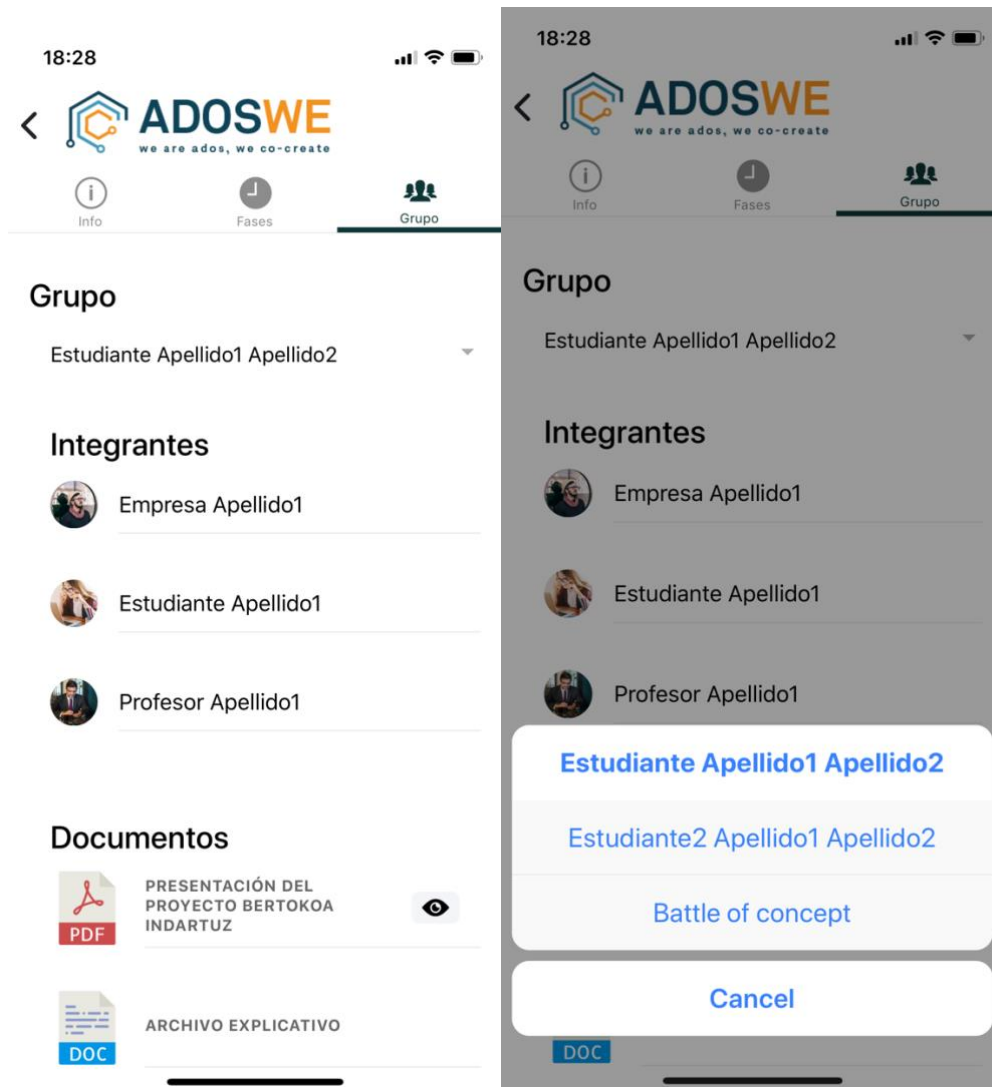 18:28
ADOSWE
we are ados, we co-create
Info
Fases
Grupo
Grupo
Estudiante Apellido1 Apellido2
Integrantes
Empresa Apellido1
Estudiante Apellido1
Profesor Apellido1
Documentos
PDF
PRESENTACIÓN DEL
PROYECTO BERTOKOA
INDARTUZ
DOC
ARCHIVO EXPLICATIVO
18:28
ADOSWE
we are ados, we co-create
Info
Fases
Grupo
Grupo
Estudiante Apellido1 Apellido2
Integrantes
Empresa Apellido1
Estudiante Apellido1
Profesor Apellido1
Estudiante Apellido1 Apellido2
Estudiante2 Apellido1 Apellido2
Battle of concept
Cancel
DOC